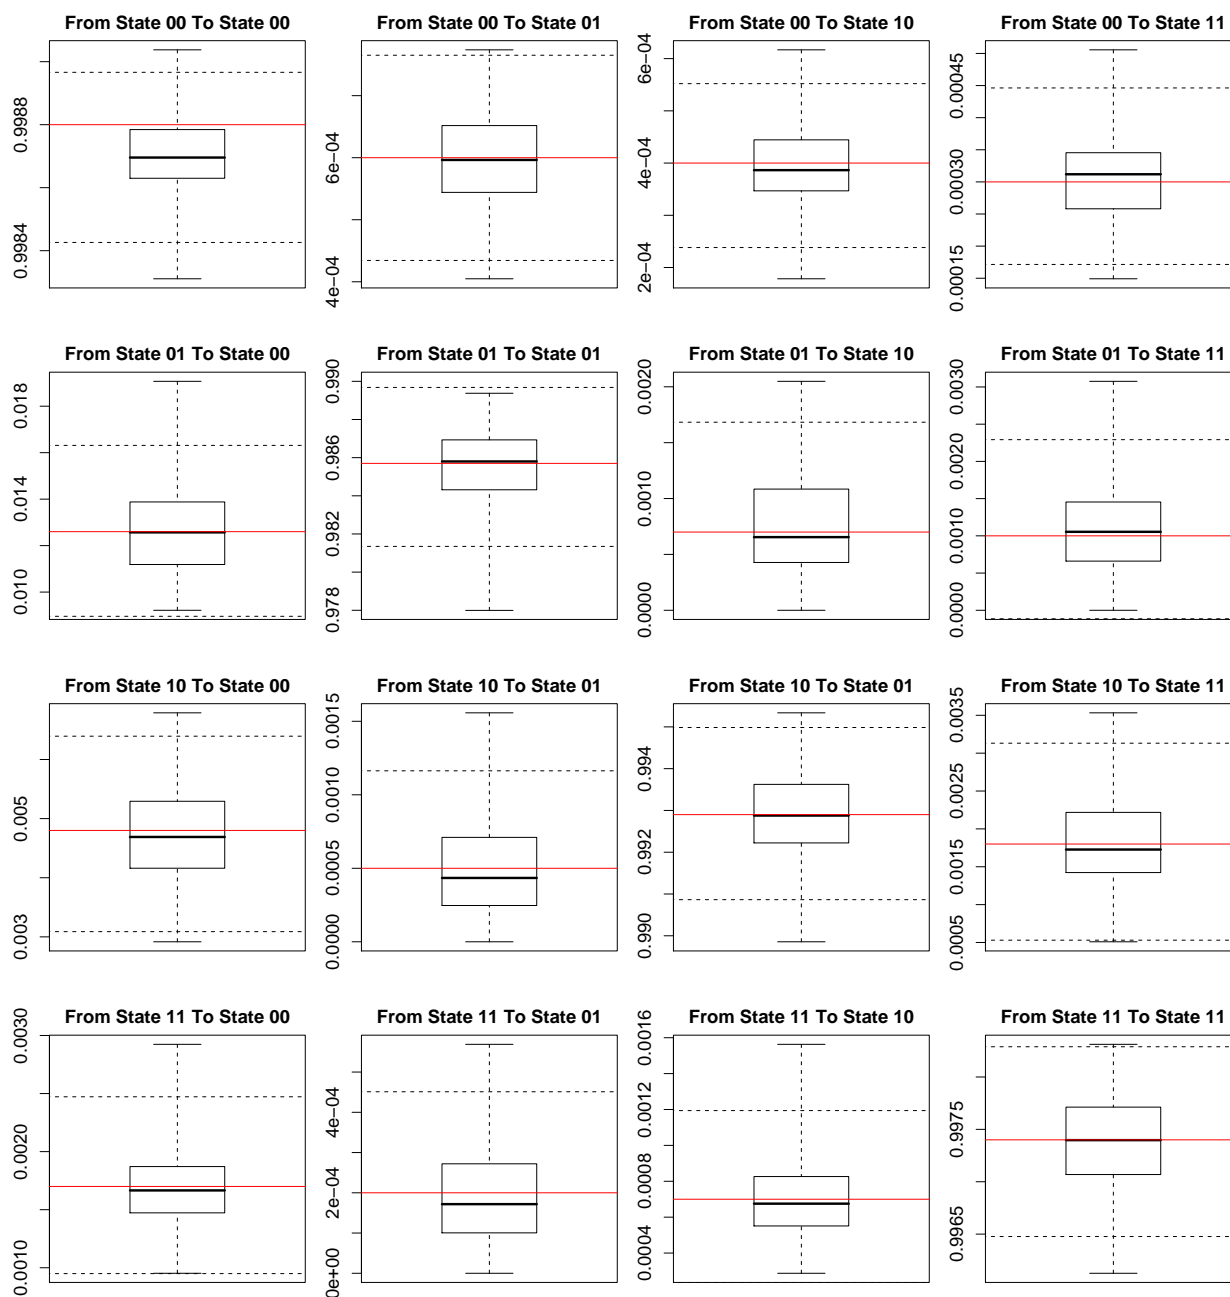 From State 00 To State 00
0.9984 0.9988
From State 00 To State 01
4e−04 6e−04
From State 00 To State 10
2e−04 4e−04 6e−04
From State 00 To State 11
0.00015 0.00030 0.00045
From State 01 To State 00
0.010 0.014 0.018
From State 01 To State 01
0.978 0.982 0.986 0.990
From State 01 To State 10
0.0000 0.0010 0.0020
From State 01 To State 11
0.0000 0.0010 0.0020 0.0030
From State 10 To State 00
0.003 0.005
From State 10 To State 01
0.0000 0.0005 0.0010 0.0015
From State 10 To State 01
0.990 0.992 0.994
From State 10 To State 11
0.0005 0.0015 0.0025 0.0035
From State 11 To State 00
0.0010 0.0020 0.0030
From State 11 To State 01
0e+00 2e−04 4e−04
From State 11 To State 10
0.0004 0.0008 0.0012 0.0016
From State 11 To State 11
0.9965 0.9975